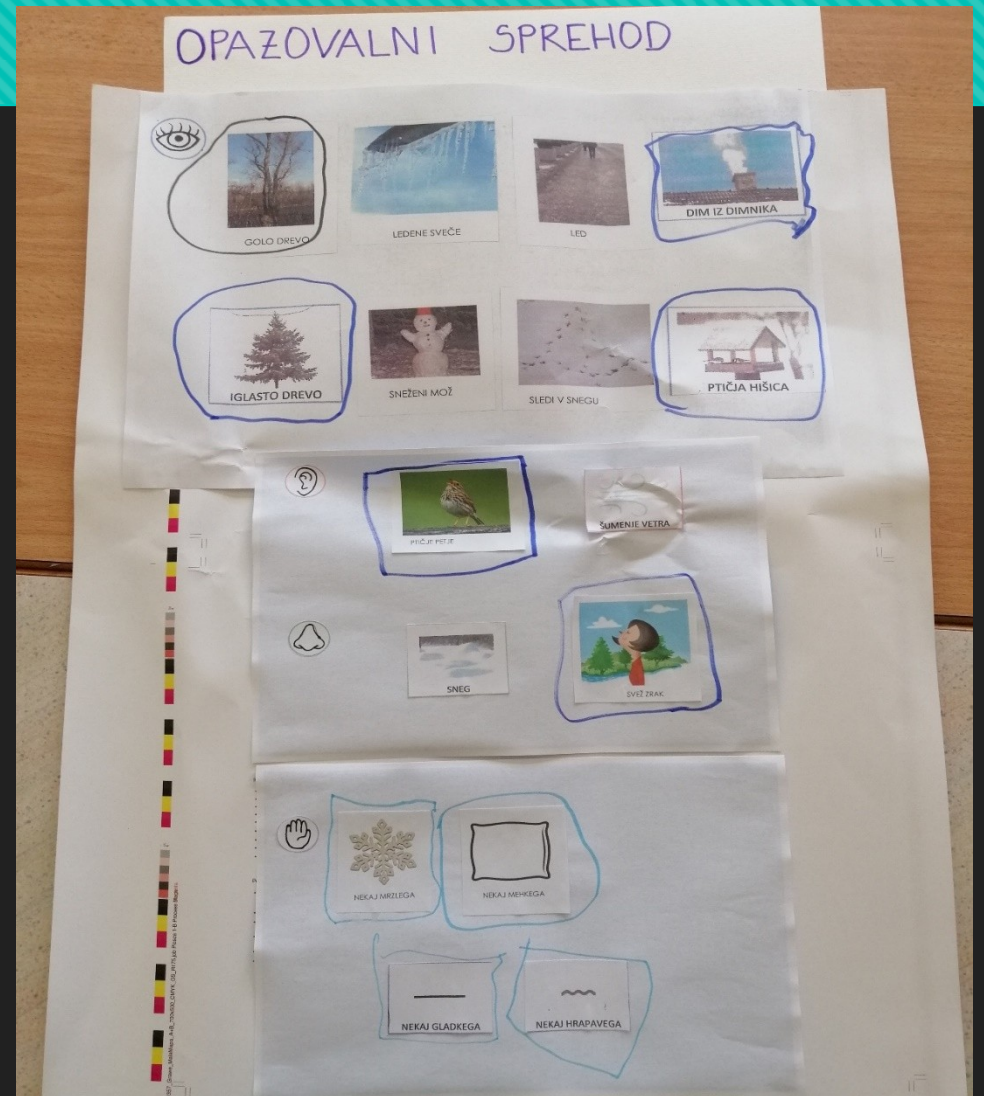 OPAZOVALNI SPREHOD
GOLO DREVO
LEDENE SVEČE
LED
DIM IZ DIMNIKA
IGLASTO DREVO
SNEŽENI MOŽ
SLEDI V SNEGU
PTIČJA HIŠICA
PTIČJE PETJE
ŠUMENJE VETRA
SNEG
SVEŽ ZRAK
NEKAJ MRZLEGA
NEKAJ MEHKEGA
NEKAJ GLADKEGA
NEKAJ HRAPAVEGA